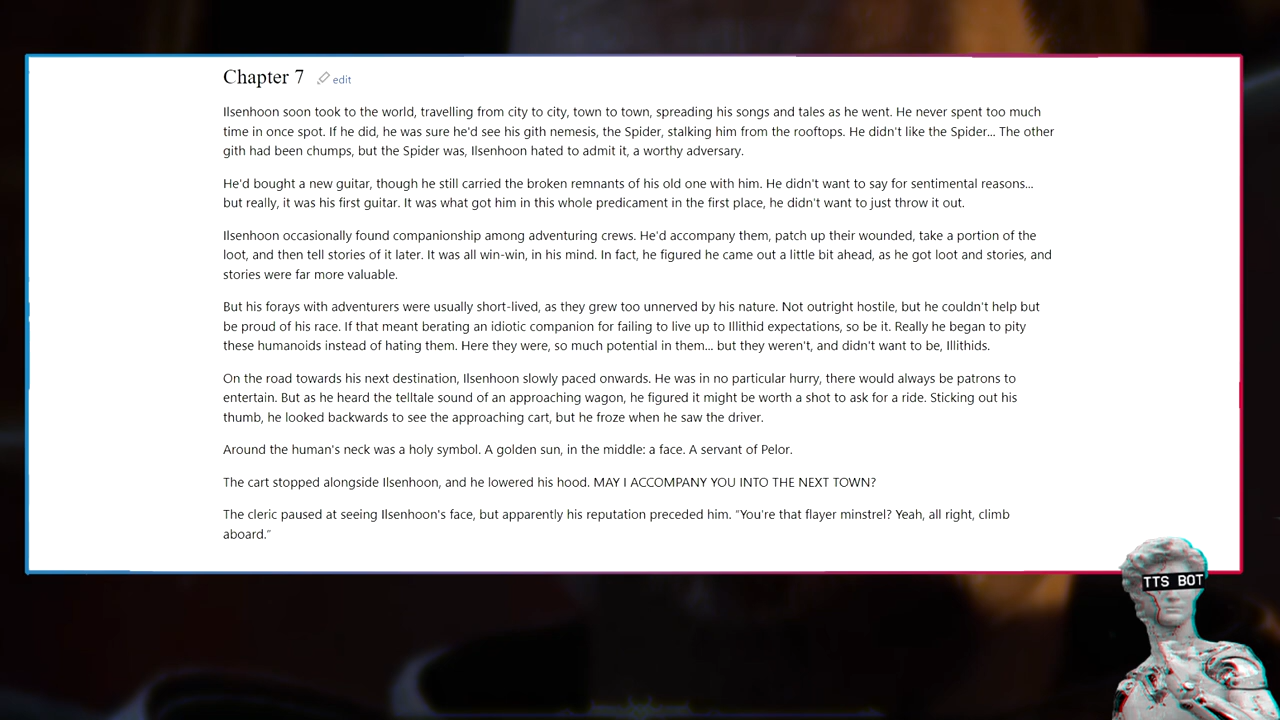 Chapter 7 edit
Ilsenhoon soon took to the world, travelling from city to city, town to town, spreading his songs and tales as he went. He never spent too much
time in once spot. If he did, he was sure he'd see his gith nemesis, the Spider, stalking him from the rooftops. He didn't like the Spider... The other
gith had been chumps, but the Spider was, Ilsenhoon hated to admit it, a worthy adversary.
He'd bought a new guitar, though he still carried the broken remnants of his old one with him. He didn't want to say for sentimental reasons...
but really, it was his first guitar. It was what got him in this whole predicament in the first place, he didn't want to just throw it out.
Ilsenhoon occasionally found companionship among adventuring crews. He'd accompany them, patch up their wounded, take a portion of the
loot, and then tell stories of it later. It was all win-win, in his mind. In fact, he figured he came out a little bit ahead, as he got loot and stories, and
stories were far more valuable.
But his forays with adventurers were usually short-lived, as they grew too unnerved by his nature. Not outright hostile, but he couldn't help but
be proud of his race. If that meant berating an idiotic companion for failing to live up to Illithid expectations, so be it. Really he began to pity
these humanoids instead of hating them. Here they were, so much potential in them... but they weren't, and didn't want to be, Illithids.
On the road towards his next destination, Ilsenhoon slowly paced onwards. He was in no particular hurry, there would always be patrons to
entertain. But as he heard the telltale sound of an approaching wagon, he figured it might be worth a shot to ask for a ride. Sticking out his
thumb, he looked backwards to see the approaching cart, but he froze when he saw the driver.
Around the human's neck was a holy symbol. A golden sun, in the middle: a face. A servant of Pelor.
The cart stopped alongside Ilsenhoon, and he lowered his hood. MAY I ACCOMPANY YOU INTO THE NEXT TOWN?
The cleric paused at seeing Ilsenhoon's face, but apparently his reputation preceded him. "You're that flayer minstrel? Yeah, all right, climb
aboard."
TTS BOT